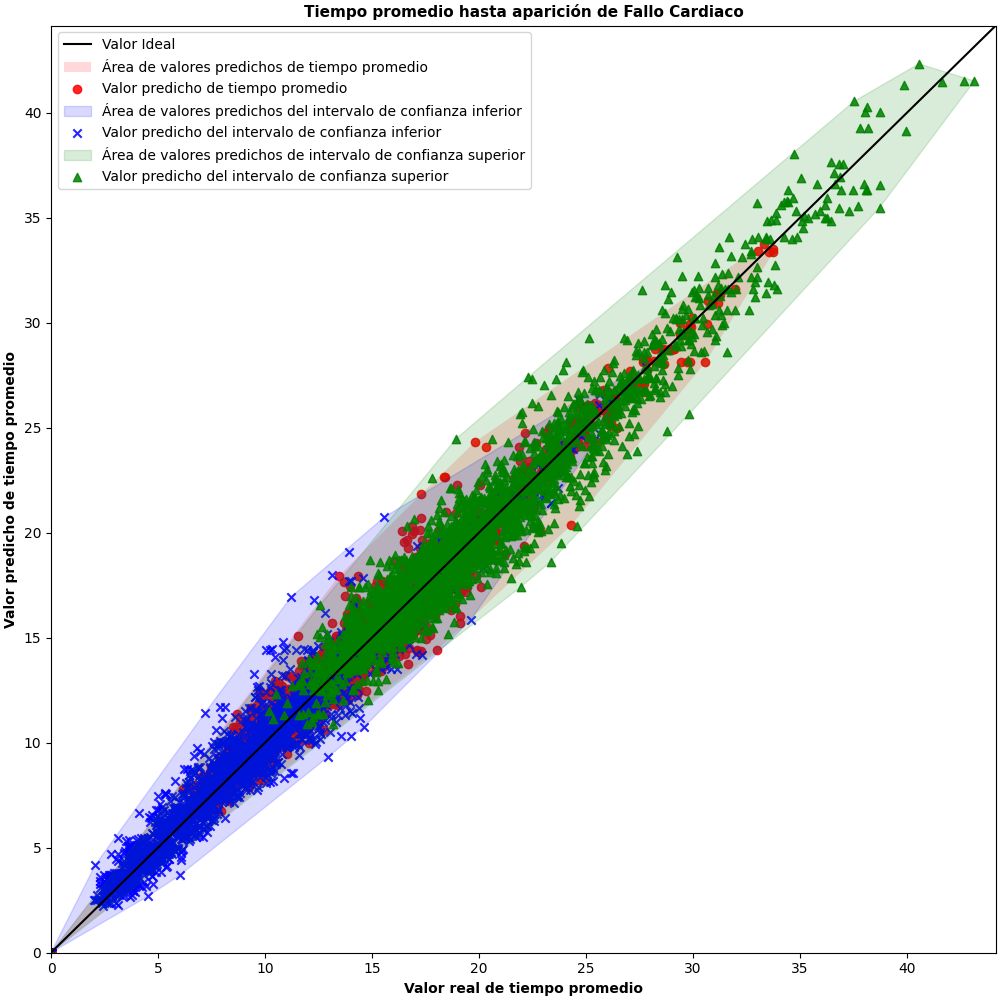 Tiempo promedio hasta aparición de Fallo Cardiaco
Valor Ideal
Área de valores predichos de tiempo promedio
Valor predicho de tiempo promedio
Área de valores predichos del intervalo de confianza inferior
Valor predicho del intervalo de confianza inferior
Área de valores predichos de intervalo de confianza superior
Valor predicho del intervalo de confianza superior
Valor predicho de tiempo promedio
40
35
30
25
20
15
10
5
0
0 5 10 15 20 25 30 35 40
Valor real de tiempo promedio